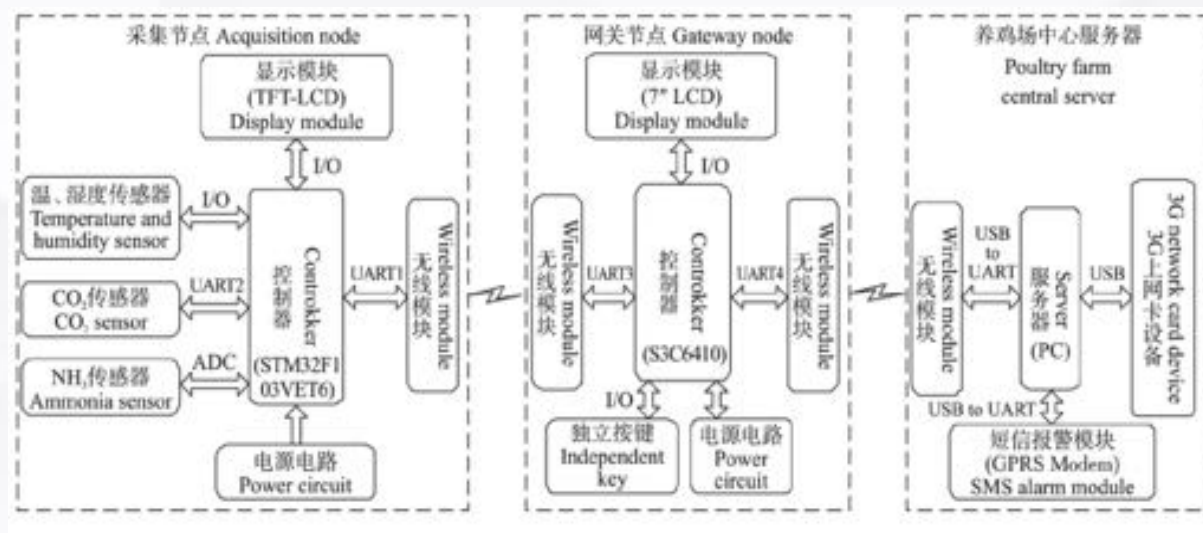 采集节点 Acquisition node
显示模块
(TFT-LCD)
Display module
I/O
温、湿度传感器
Temperature and
humidity sensor
I/O
CO₂传感器
CO₂ sensor
UART2
NH₃传感器
Ammonia sensor
ADC
控制器
Controkker
(STM32F1
03VET6)
UART1
无线模块
Wireless module
电源电路
Power circuit
网关节点 Gateway node
显示模块
(7" LCD)
Display module
I/O
无线模块
Wireless module
UART3
控制器
Controkker
(S3C6410)
UART4
无线模块
Wireless module
I/O
独立按键
Independent
key
电源电路
Power
circuit
养鸡场中心服务器
Poultry farm
central server
无线模块
Wireless module
USB
to
UART
服务器
Server
(PC)
USB
3G上网卡设备
3G network card device
USB to UART
短信报警模块
(GPRS Modem)
SMS alarm module